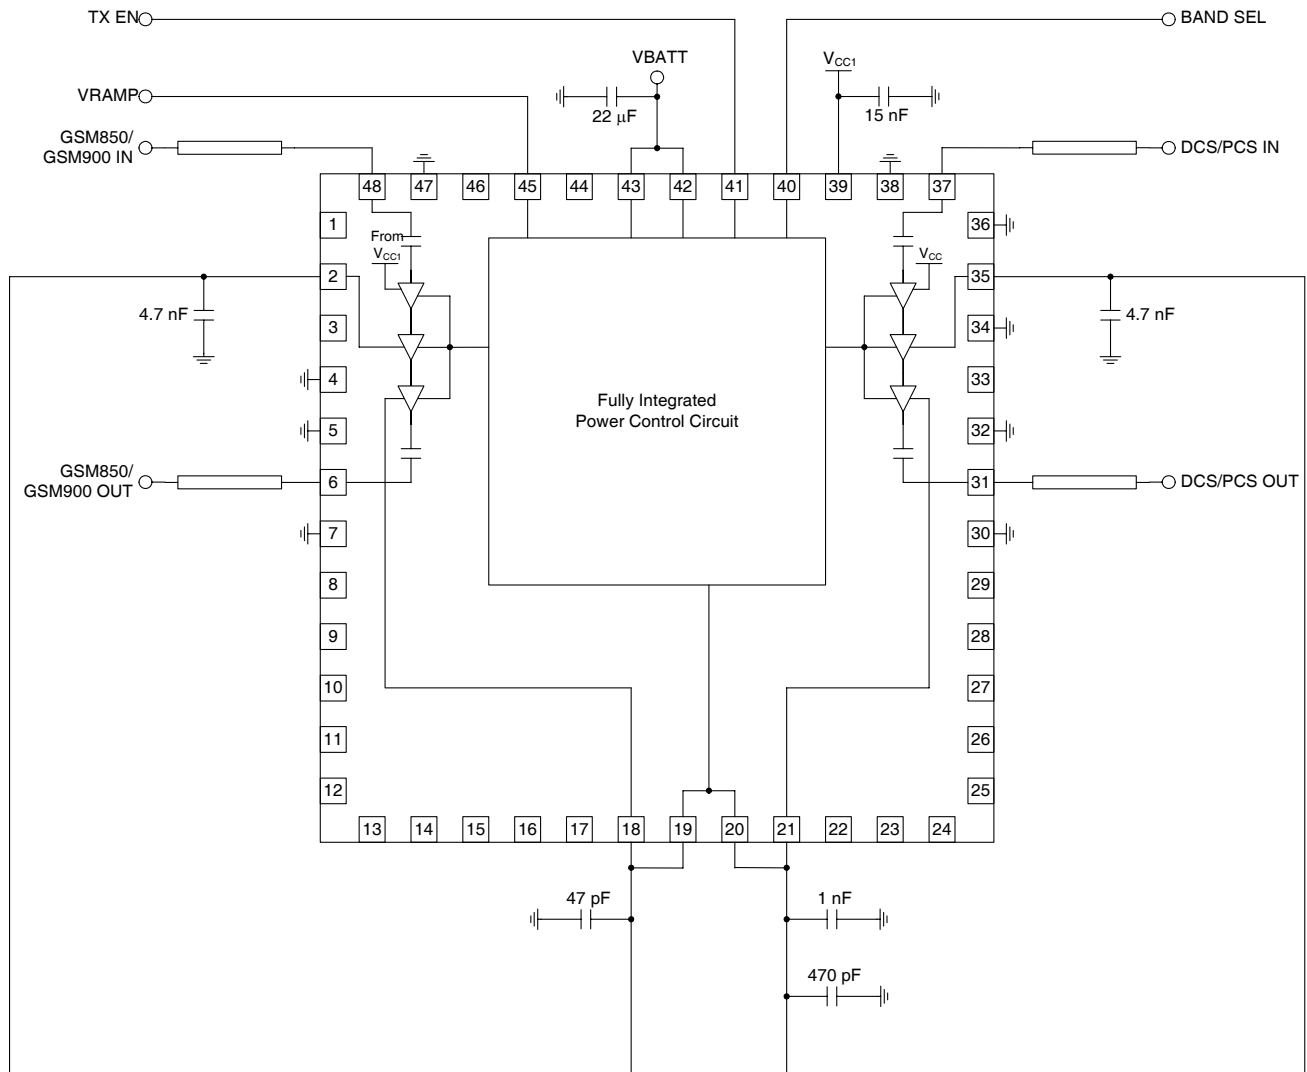 TX EN
BAND SEL
VBATT
VCC1
VRAMP
22 μF
15 nF
GSM850/
GSM900 IN
DCS/PCS IN
48
47
46
45
44
43
42
41
40
39
38
37
1
36
From
VCC1
VCC
2
35
4.7 nF
4.7 nF
3
34
4
33
Fully Integrated
Power Control Circuit
5
32
GSM850/
GSM900 OUT
6
31
DCS/PCS OUT
7
30
8
29
9
28
10
27
11
26
12
25
13
14
15
16
17
18
19
20
21
22
23
24
47 pF
1 nF
470 pF